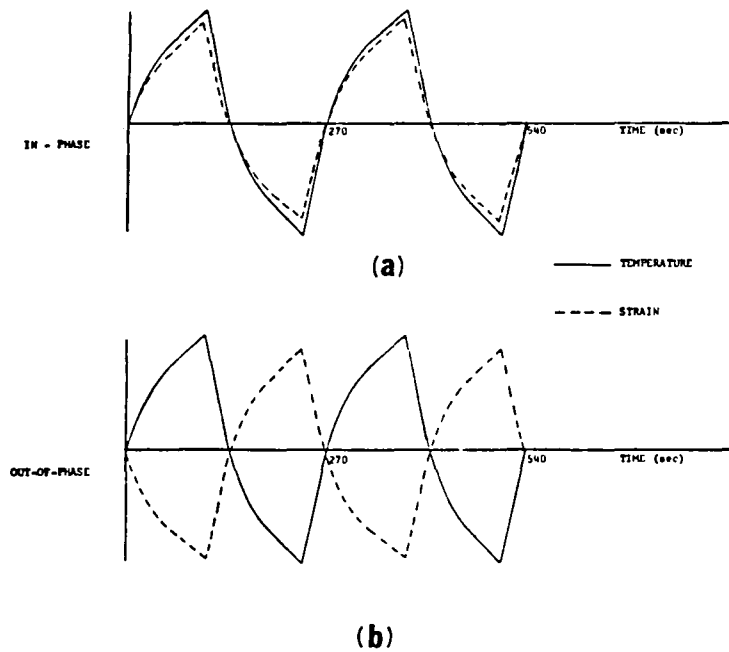 IN - PHASE
270
540
TIME (sec)
(a)
TEMPERATURE
STRAIN
OUT-OF-PHASE
270
540
TIME (sec)
(b)